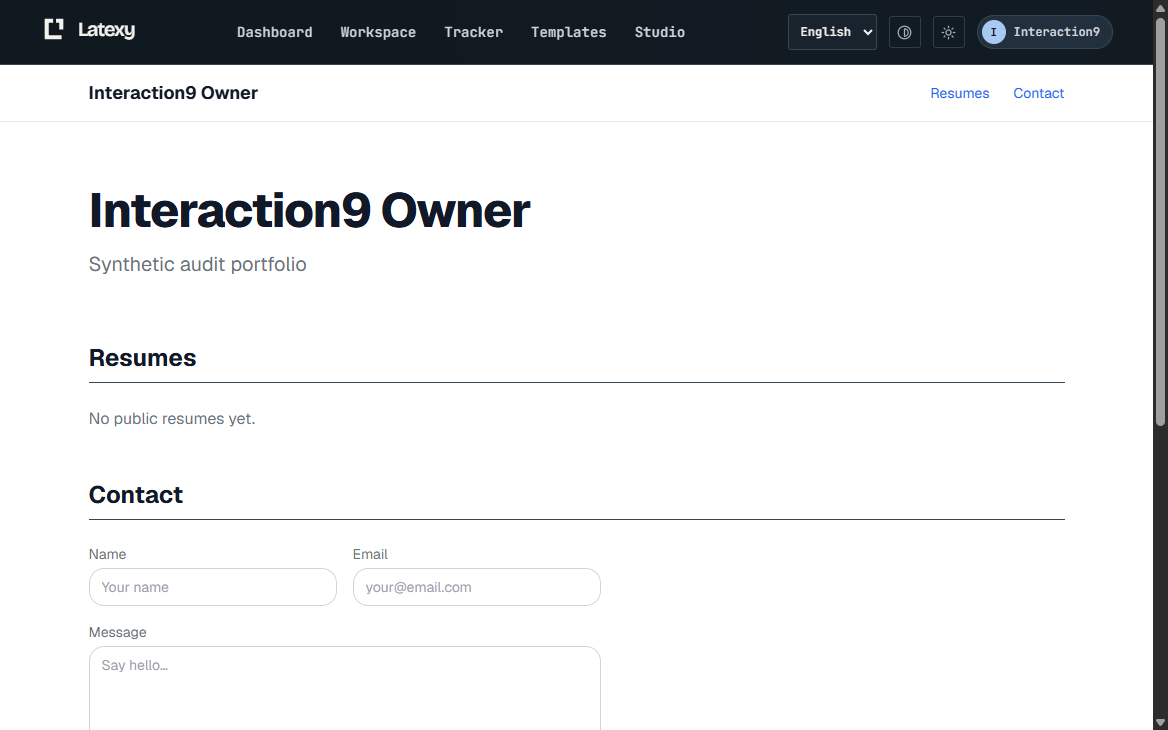 Latexy
Dashboard Workspace Tracker Templates Studio
English
I Interaction9
Interaction9 Owner
Resumes Contact
Interaction9 Owner
Synthetic audit portfolio
Resumes
No public resumes yet.
Contact
Name Email
Your name your@email.com
Message
Say hello...